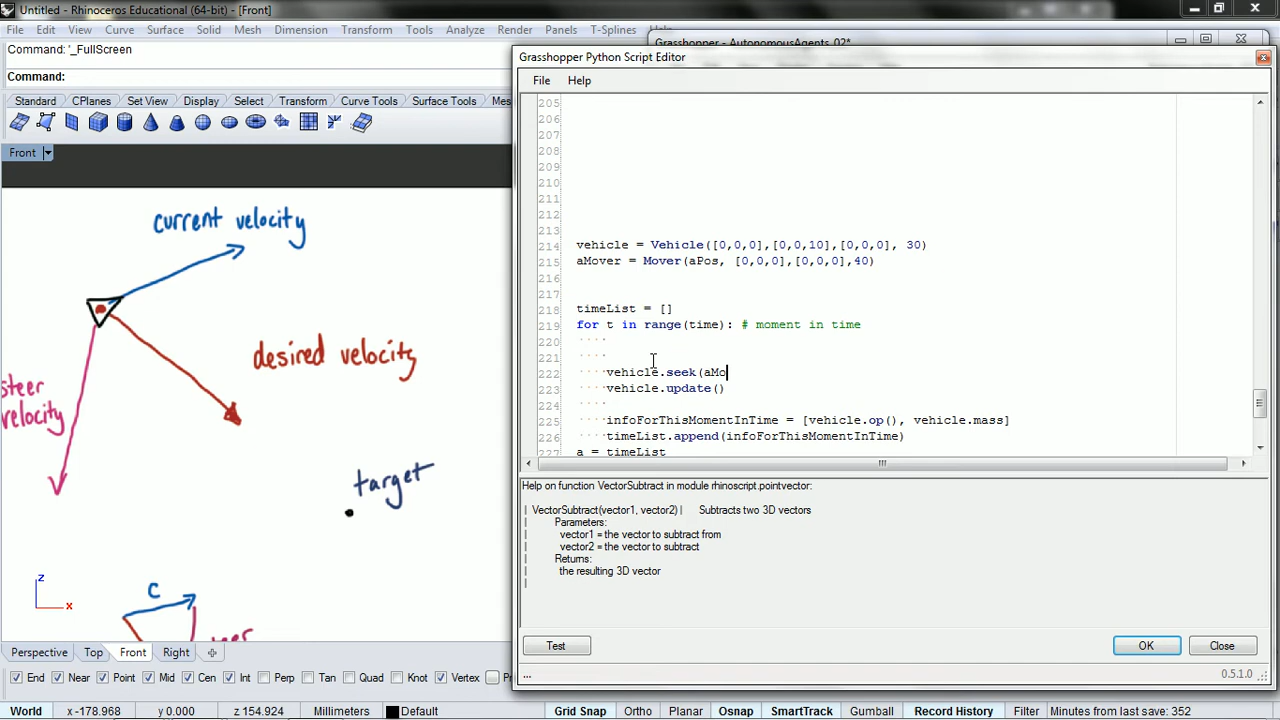 Untitled - Rhinoceros Educational (64-bit) - [Front]
File Edit View Curve Surface Solid Mesh Dimension Transform Tools Analyze Render Panels T-Splines
Grasshopper - AutonomousAgents_02*
Command: '_FullScreen
Command:
Standard CPlanes Set View Display Select Transform Curve Tools Surface Tools Mes
Front
current velocity
desired velocity
steer
velocity
target
C
steer
z
x
Perspective Top Front Right
End Near Point Mid Cen Int Perp Tan Quad Knot Vertex
World x -178.968 y 0.000 z 154.924 Millimeters Default Grid Snap Ortho Planar Osnap SmartTrack Gumball Record History Filter Minutes from last save: 352
Grasshopper Python Script Editor
File Help
205
206
207
208
209
210
211
212
213
214 vehicle = Vehicle([0,0,0],[0,0,10],[0,0,0], 30)
215 aMover = Mover(aPos, [0,0,0],[0,0,0],40)
216
217
218 timeList = []
219 for t in range(time): # moment in time
220
221
222 vehicle.seek(aMo
223 vehicle.update()
224
225 infoForThisMomentInTime = [vehicle.op(), vehicle.mass]
226 timeList.append(infoForThisMomentInTime)
227 a = timeList
Help on function VectorSubtract in module rhinoscript.pointvector:
VectorSubtract(vector1, vector2) Subtracts two 3D vectors
Parameters:
vector1 = the vector to subtract from
vector2 = the vector to subtract
Returns:
the resulting 3D vector
Test OK Close
... 0.5.1.0